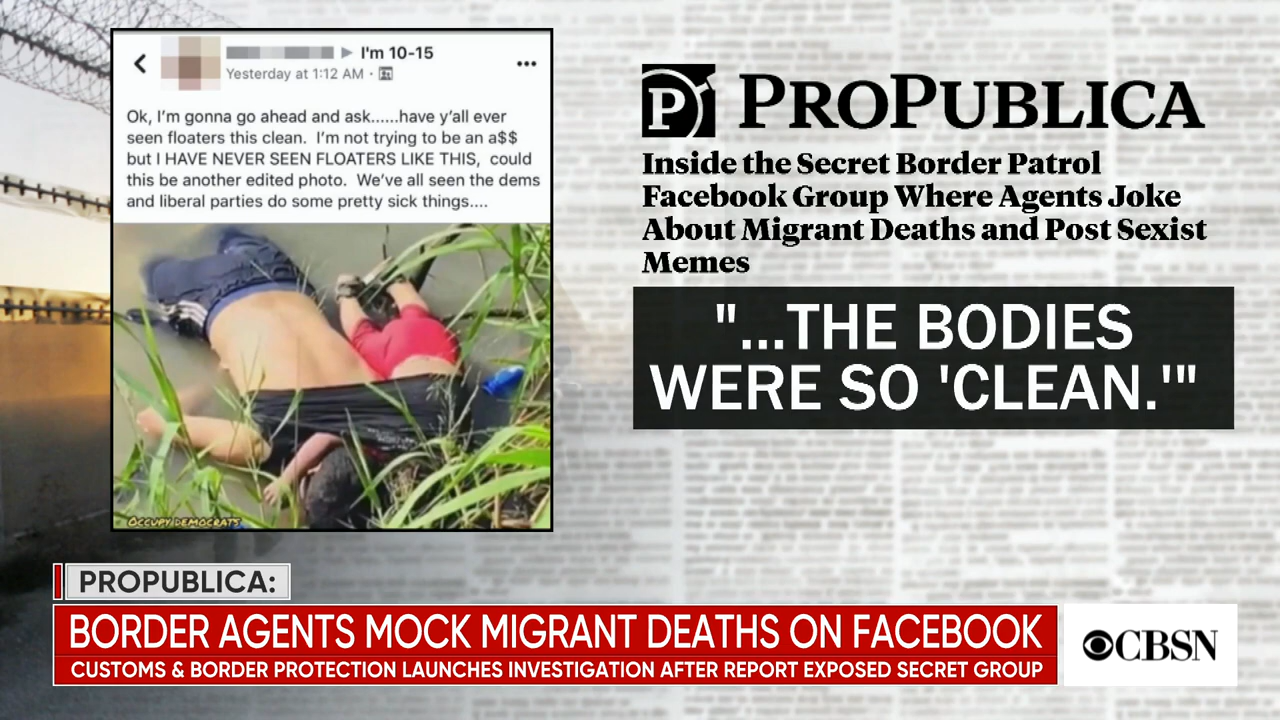 I'm 10-15
Yesterday at 1:12 AM ·
Ok, I'm gonna go ahead and ask......have y'all ever
seen floaters this clean. I'm not trying to be an a$$
but I HAVE NEVER SEEN FLOATERS LIKE THIS, could
this be another edited photo. We've all seen the dems
and liberal parties do some pretty sick things....
OCCUPY DEMOCRATS
P
PROPUBLICA
Inside the Secret Border Patrol
Facebook Group Where Agents Joke
About Migrant Deaths and Post Sexist
Memes
"...THE BODIES
WERE SO 'CLEAN.'"
PROPUBLICA:
BORDER AGENTS MOCK MIGRANT DEATHS ON FACEBOOK
CUSTOMS & BORDER PROTECTION LAUNCHES INVESTIGATION AFTER REPORT EXPOSED SECRET GROUP
CBSN